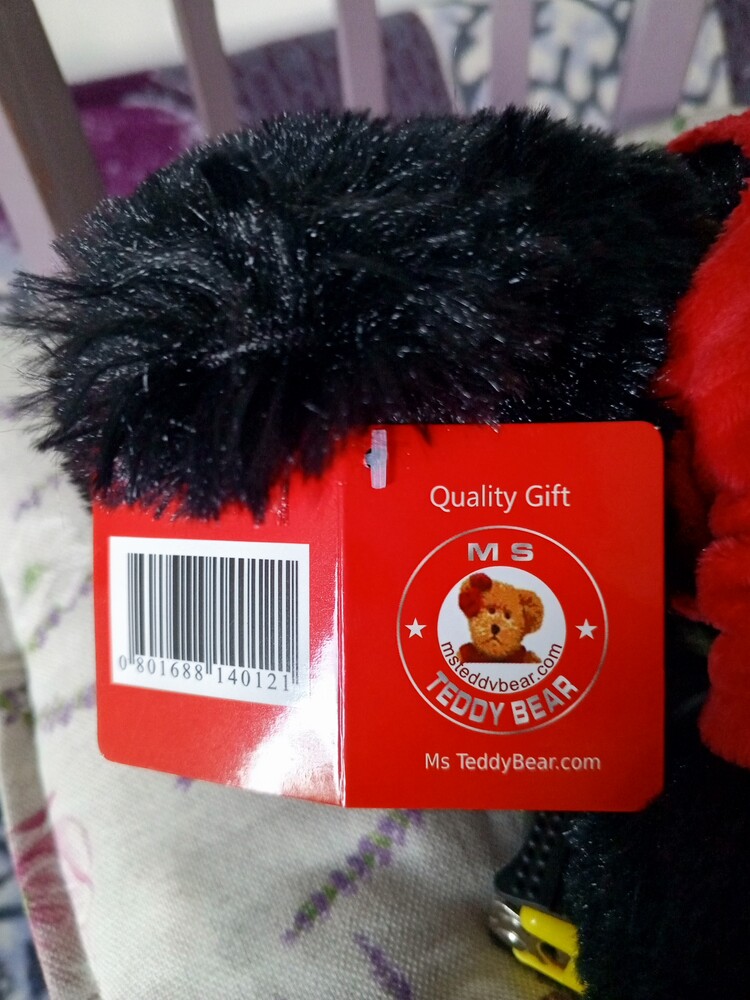 0 801688 140121
Quality Gift
MS
msteddybear.com
TEDDY BEAR
Ms TeddyBear.com